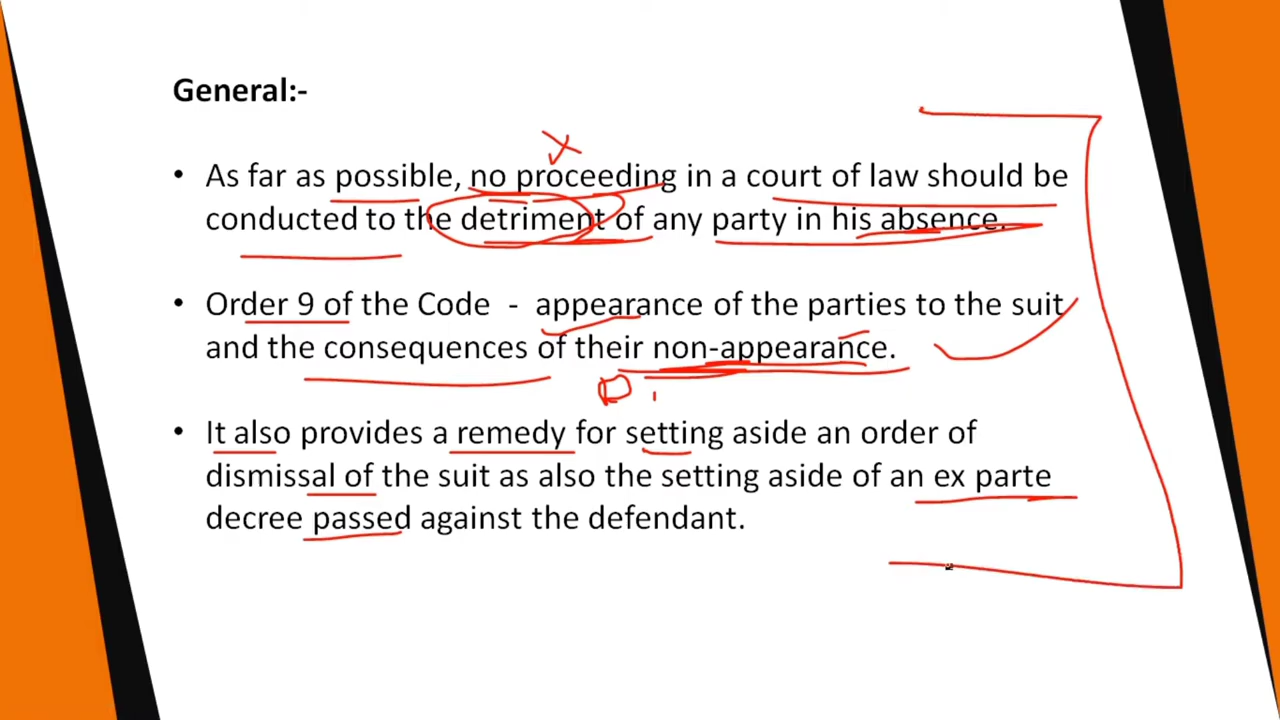 General:-
• As far as possible, no proceeding in a court of law should be
conducted to the detriment of any party in his absence.
• Order 9 of the Code - appearance of the parties to the suit
and the consequences of their non-appearance.
• It also provides a remedy for setting aside an order of
dismissal of the suit as also the setting aside of an ex parte
decree passed against the defendant.